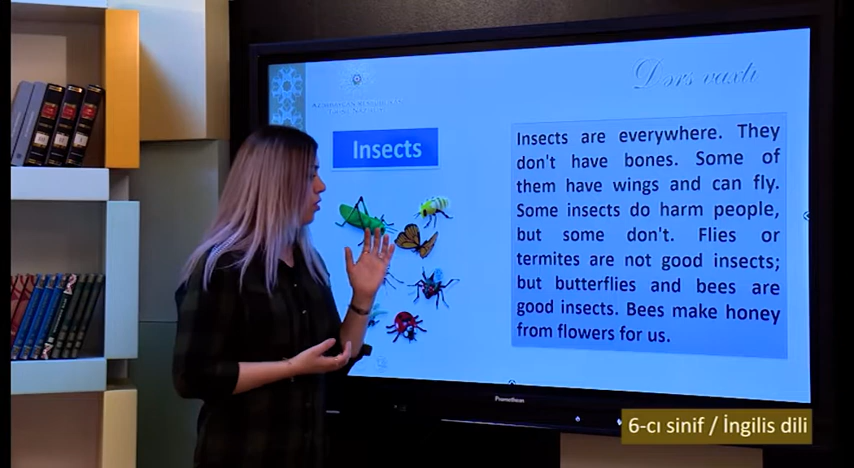 Dərs vaxtı
Insects
Insects are everywhere. They
don't have bones. Some of
them have wings and can fly.
Some insects do harm people,
but some don't. Flies or
termites are not good insects;
but butterflies and bees are
good insects. Bees make honey
from flowers for us.
Promethean
6-cı sinif / İngilis dili